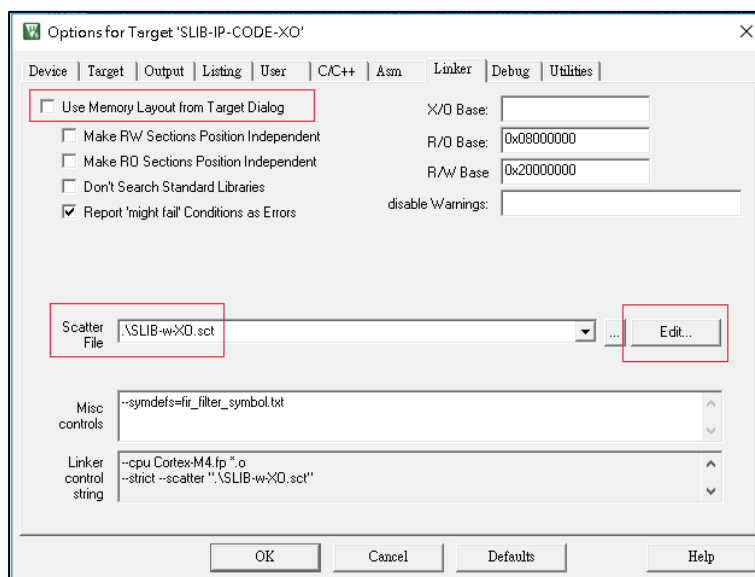 Options for Target 'SLIB-IP-CODE-XO'
Device | Target | Output | Listing | User | C/C++ | Asm | Linker | Debug | Utilities
Use Memory Layout from Target Dialog
Make RW Sections Position Independent
Make RO Sections Position Independent
Don't Search Standard Libraries
Report 'might fail' Conditions as Errors
X/O Base:
R/O Base: 0x08000000
R/W Base 0x20000000
disable Warnings:
Scatter
File
.\SLIB-w-XO.sct
...
Edit...
Misc
controls
--symdefs=fir_filter_symbol.txt
Linker
control
string
--cpu Cortex-M4.fp *.o
--strict --scatter ".\SLIB-w-XO.sct"
OK
Cancel
Defaults
Help